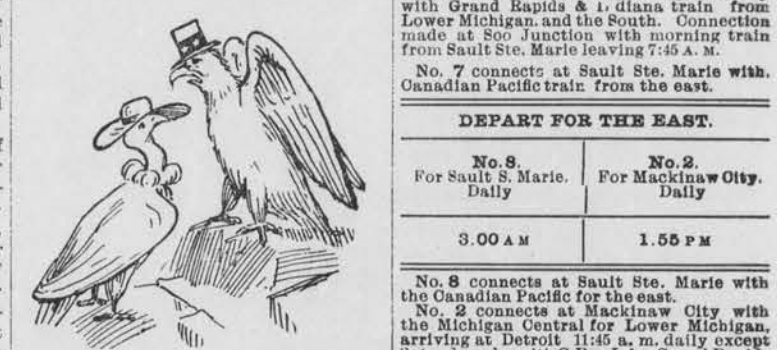 with Grand Rapids & I, diana train from
Lower Michigan. and the South. Connection
made at Soo Junction with morning train
from Sault Ste. Marie leaving 7:45 A. M.
No. 7 connects at Sault Ste. Marie with.
Canadian Pacific train from the east.
DEPART FOR THE EAST.
No. 8.
For Sault S. Marie.
Daily
No. 2.
For Mackinaw City.
Daily
3.00 A M
1.55 P M
No. 8 connects at Sault Ste. Marie with
the Canadian Pacific for the east.
No. 2 connects at Mackinaw City with
the Michigan Central for Lower Michigan,
arriving at Detroit 11:45 a. m. daily except